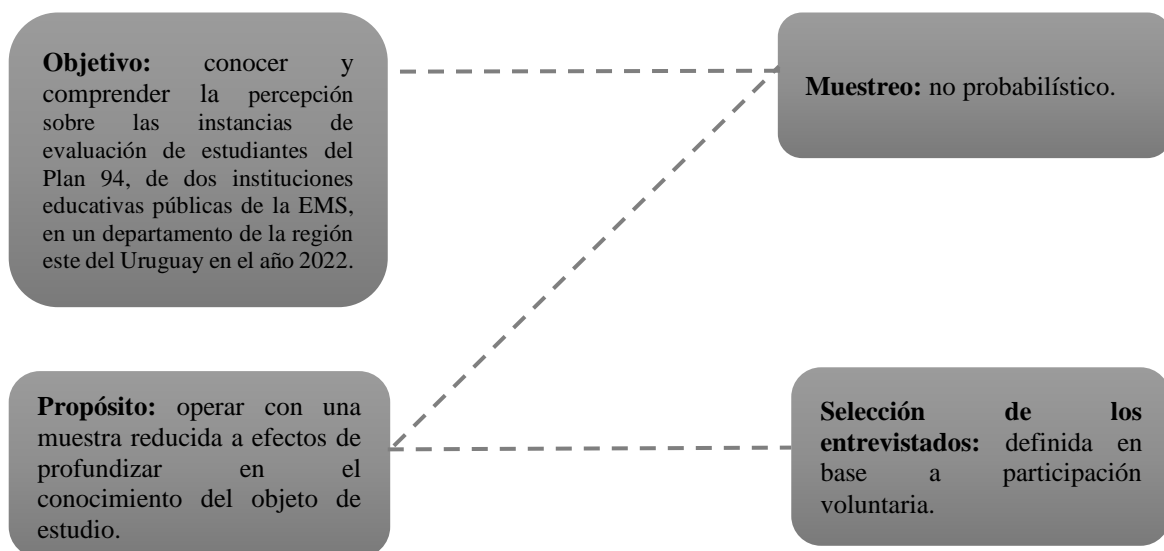 Objetivo: conocer y
comprender la percepción
sobre las instancias de
evaluación de estudiantes del
Plan 94, de dos instituciones
educativas públicas de la EMS,
en un departamento de la región
este del Uruguay en el año 2022.
Muestreo: no probabilístico.
Propósito: operar con una
muestra reducida a efectos de
profundizar en el
conocimiento del objeto de
estudio.
Selección de los
entrevistados: definida en
base a participación
voluntaria.